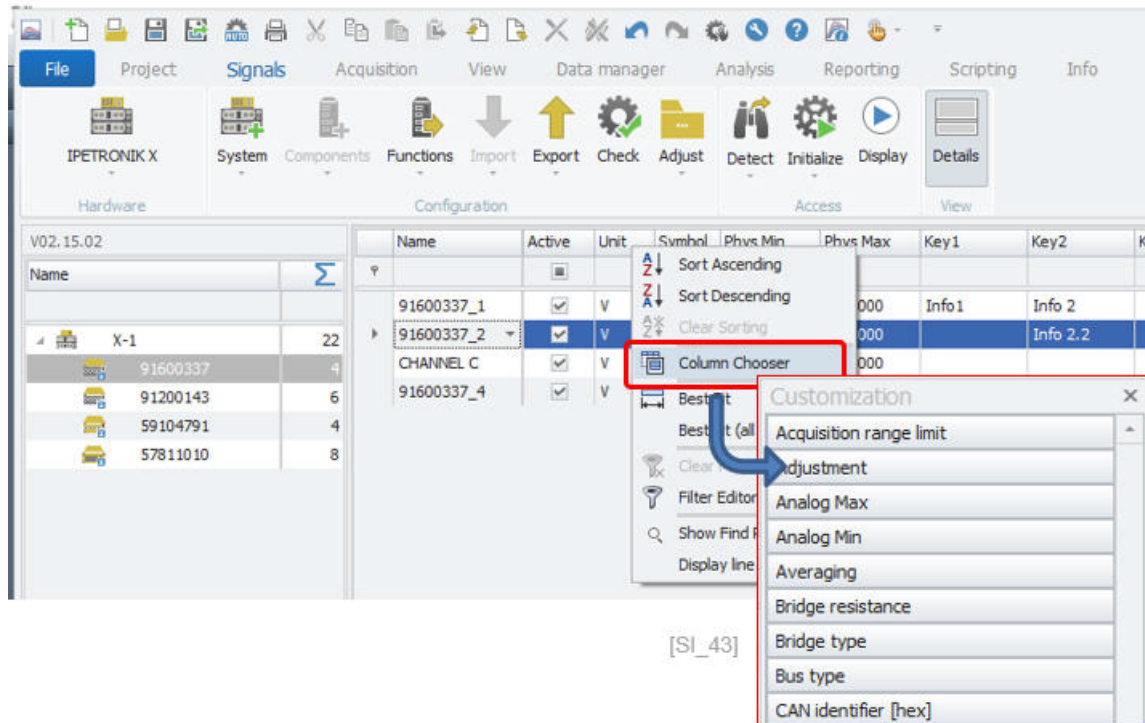 AUTO
File Project Signals Acquisition View Data manager Analysis Reporting Scripting Info
IPETRONIK X System Components Functions Import Export Check Adjust Detect Initialize Display Details
Hardware Configuration Access View
V02.15.02
Name Σ
X-1 22
91600337 4
91200143 6
59104791 4
57811010 8
Name Active Unit Symbol Phys Min Phys Max Key1 Key2
91600337_1 V 000 Info1 Info 2
91600337_2 V 000 Info 2.2
CHANNEL C V 000
91600337_4 V
Sort Ascending
Sort Descending
Clear Sorting
Column Chooser
Best
Best (all
Clear
Filter Editor
Show Find
Display line
Customization
Acquisition range limit
Adjustment
Analog Max
Analog Min
Averaging
Bridge resistance
Bridge type
Bus type
CAN identifier [hex]
[SI_43]